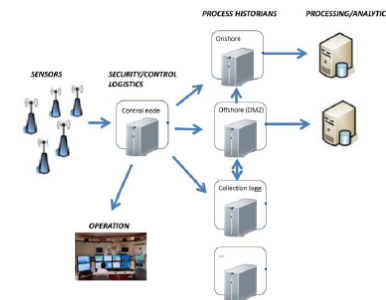 PROCESS HISTORIANS
PROCESSING/ANALYTIC
Onshore
SENSORS
SECURITY/CONTROL
LOGISTICS
Control node
Offshore (DMZ)
Collection logg
OPERATION
..